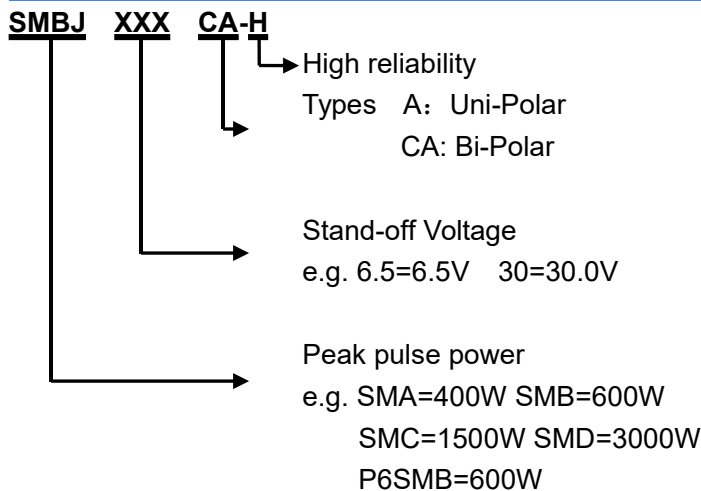 SMBJ XXX CA-H
High reliability
Types A：Uni-Polar
CA: Bi-Polar
Stand-off Voltage
e.g. 6.5=6.5V 30=30.0V
Peak pulse power
e.g. SMA=400W SMB=600W
SMC=1500W SMD=3000W
P6SMB=600W